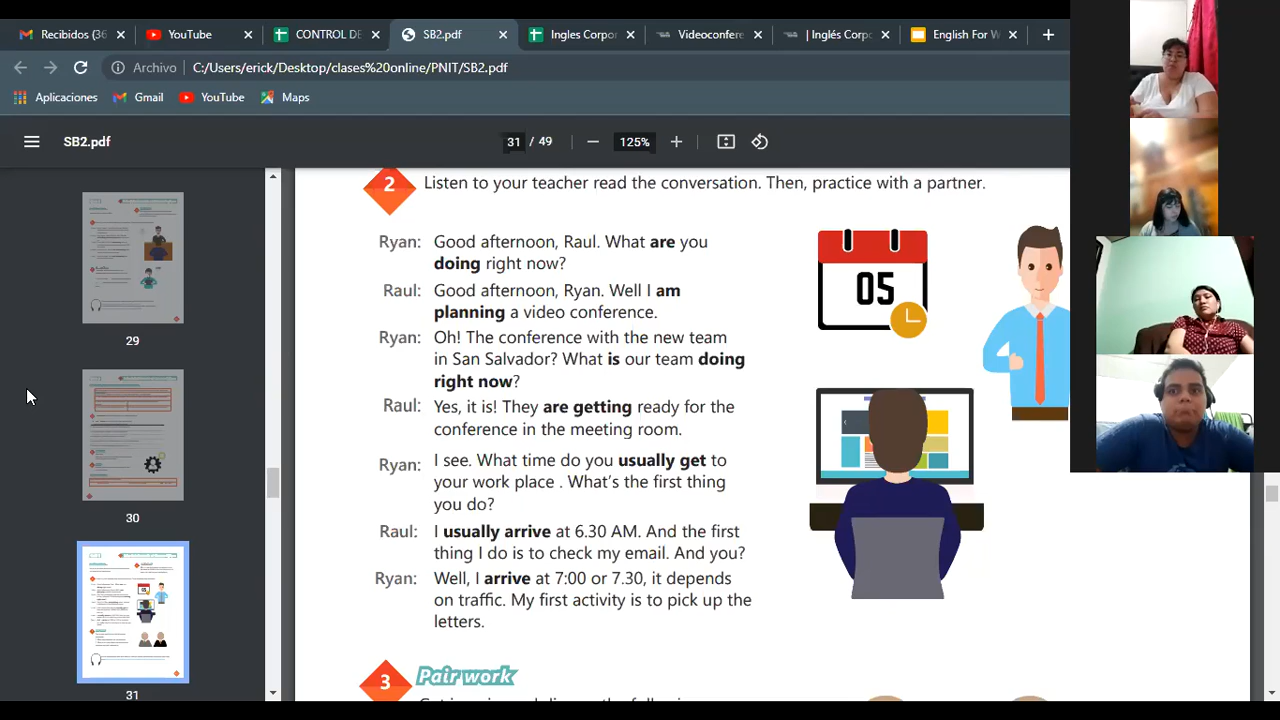 Recibidos (36
YouTube
CONTROL DE
SB2.pdf
Ingles Corpor
Videoconfere
| Inglés Corpo
English For W
Archivo
C:/Users/erick/Desktop/clases%20online/PNIT/SB2.pdf
Aplicaciones
Gmail
YouTube
Maps
SB2.pdf
31 / 49
125%
29
30
31
2 Listen to your teacher read the conversation. Then, practice with a partner.
Ryan: Good afternoon, Raul. What are you
doing right now?
Raul: Good afternoon, Ryan. Well I am
planning a video conference.
Ryan: Oh! The conference with the new team
in San Salvador? What is our team doing
right now?
Raul: Yes, it is! They are getting ready for the
conference in the meeting room.
Ryan: I see. What time do you usually get to
your work place . What's the first thing
you do?
Raul: I usually arrive at 6.30 AM. And the first
thing I do is to check my email. And you?
Ryan: Well, I arrive at 7:00 or 7.30, it depends
on traffic. My first activity is to pick up the
letters.
05
3 Pair work